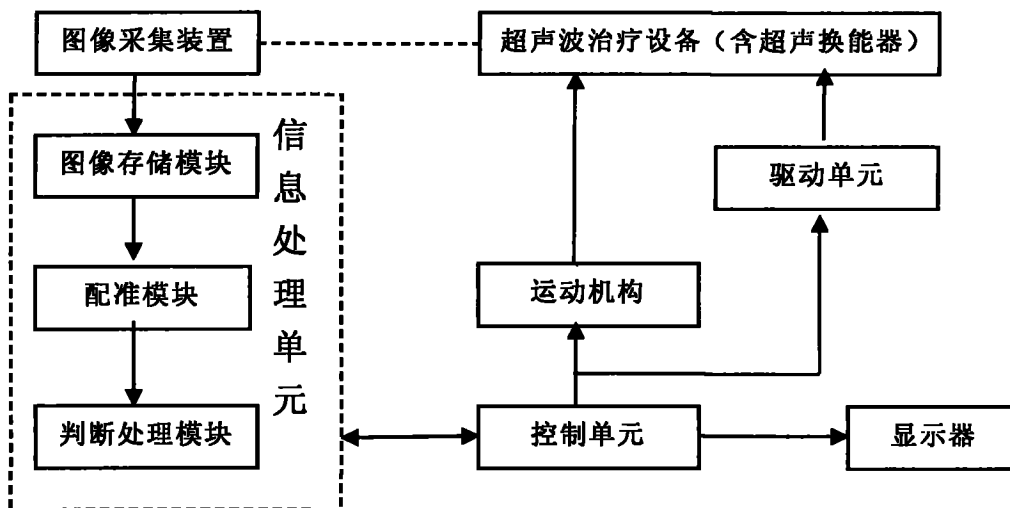 图像采集装置
超声波治疗设备（含超声换能器）
图像存储模块
信息处理单元
驱动单元
配准模块
运动机构
判断处理模块
控制单元
显示器